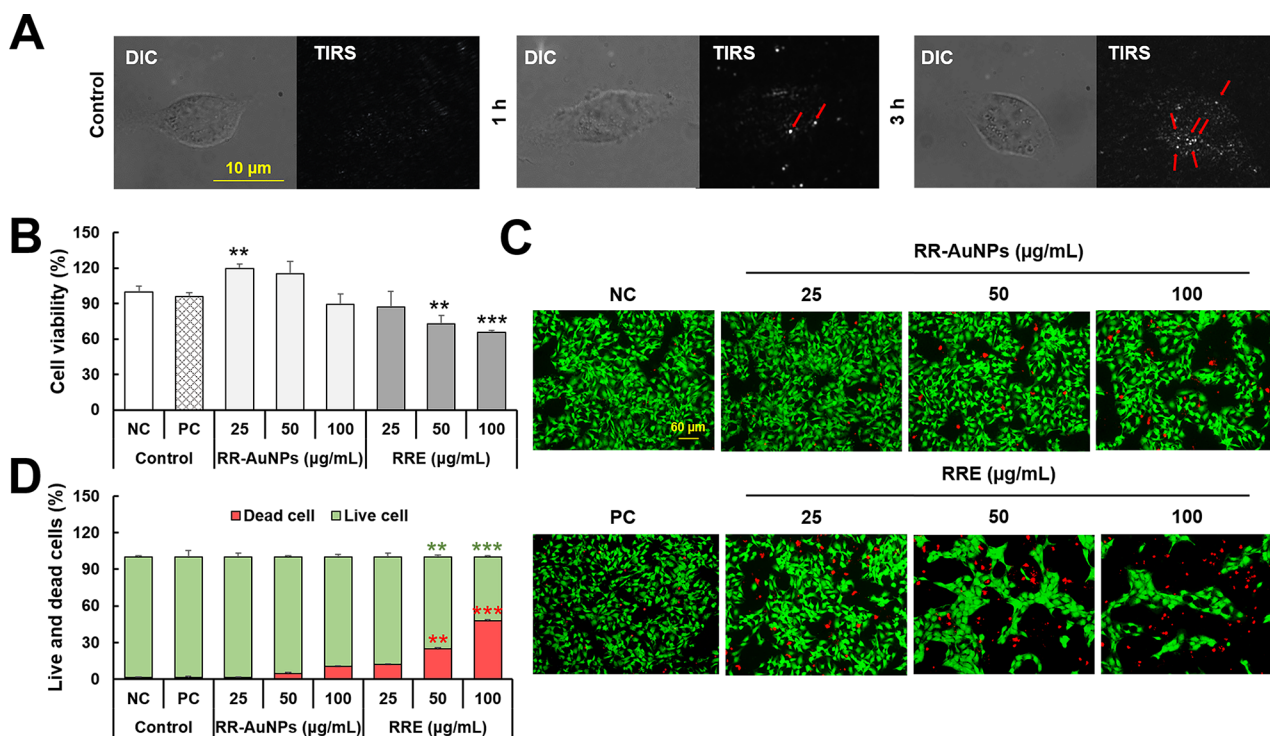 A
Control
DIC
TIRS
10 µm
1 h
DIC
TIRS
3 h
DIC
TIRS
B
Cell viability (%)
150
120
90
60
30
0
**
**
***
NC PC 25 50 100 25 50 100
Control RR-AuNPs (µg/mL) RRE (µg/mL)
C
RR-AuNPs (µg/mL)
NC 25 50 100
60 µm
RRE (µg/mL)
PC 25 50 100
D
Live and dead cells (%)
150
120
90
60
30
0
Dead cell Live cell
** ***
** ***
NC PC 25 50 100 25 50 100
Control RR-AuNPs (µg/mL) RRE (µg/mL)